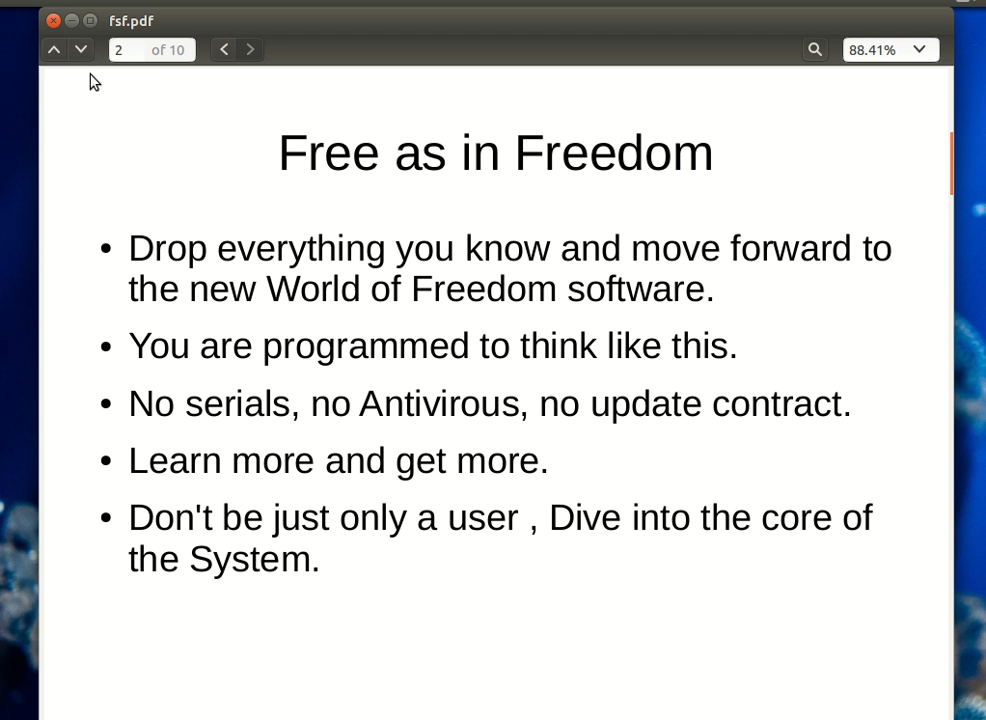 fsf.pdf
2 of 10
88.41%
Free as in Freedom
• Drop everything you know and move forward to
the new World of Freedom software.
• You are programmed to think like this.
• No serials, no Antivirous, no update contract.
• Learn more and get more.
• Don't be just only a user , Dive into the core of
the System.